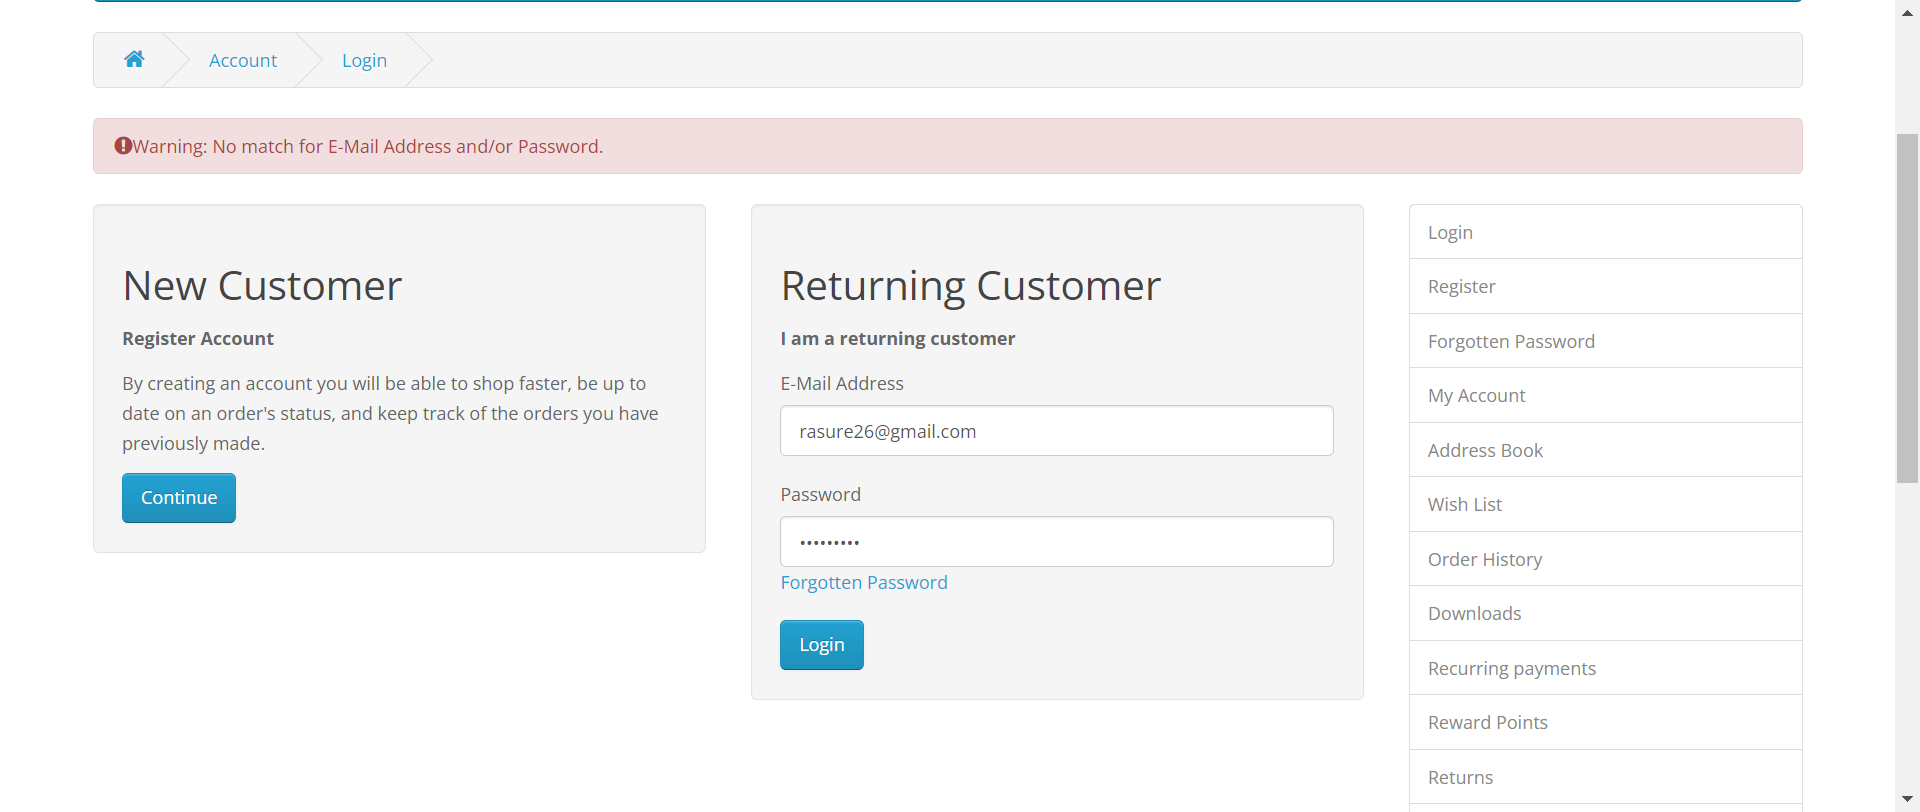 Account
Login
Warning: No match for E-Mail Address and/or Password.
New Customer
Register Account
By creating an account you will be able to shop faster, be up to
date on an order's status, and keep track of the orders you have
previously made.
Continue
Returning Customer
I am a returning customer
E-Mail Address
rasure26@gmail.com
Password
•••••••••
Forgotten Password
Login
Login
Register
Forgotten Password
My Account
Address Book
Wish List
Order History
Downloads
Recurring payments
Reward Points
Returns